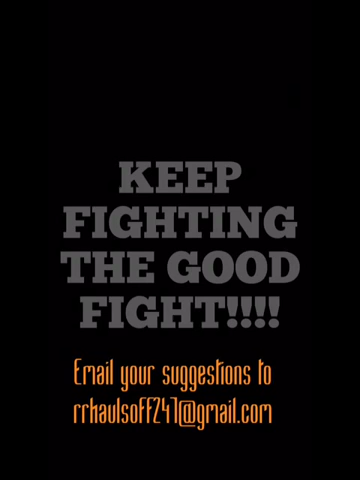 KEEP
FIGHTING
THE GOOD
FIGHT!!!!
Email your suggestions to
rrhaulsoff247@gmail.com